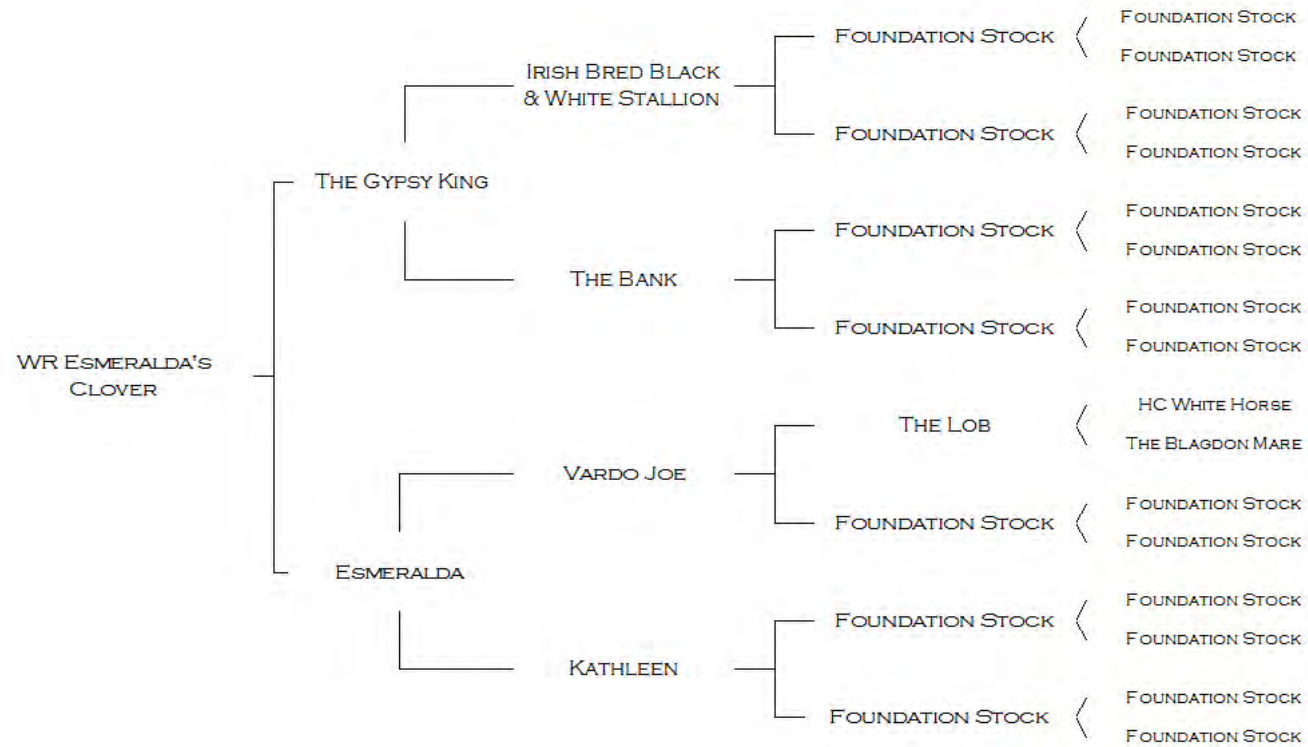 Foundation Stock
Foundation Stock
Foundation Stock
Irish Bred Black
& White Stallion
Foundation Stock
Foundation Stock
Foundation Stock
The Gypsy King
Foundation Stock
Foundation Stock
Foundation Stock
The Bank
Foundation Stock
Foundation Stock
Foundation Stock
WR Esmeralda's
Clover
The Lob
HC White Horse
The Blagdon Mare
Vardo Joe
Foundation Stock
Foundation Stock
Foundation Stock
Esmeralda
Foundation Stock
Foundation Stock
Foundation Stock
Kathleen
Foundation Stock
Foundation Stock
Foundation Stock